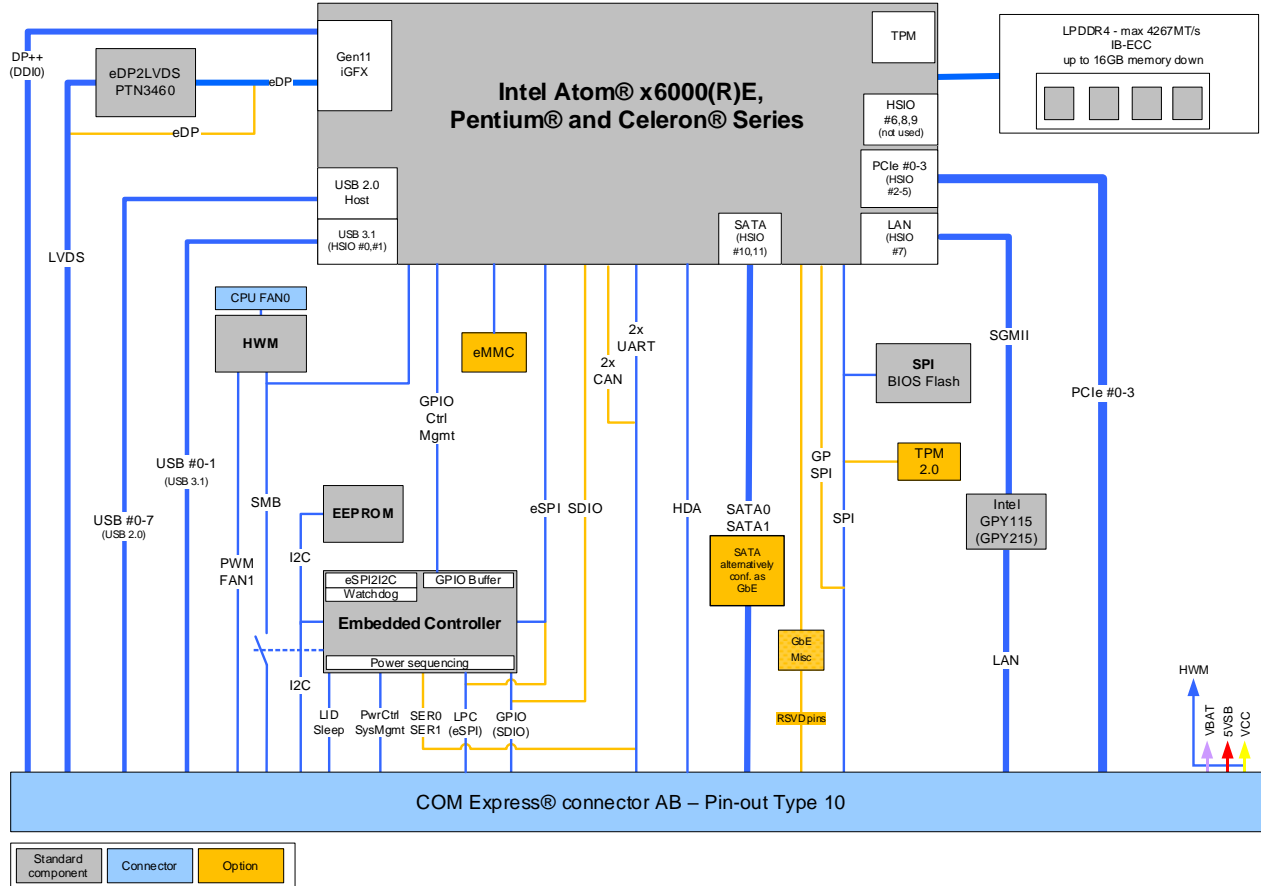 DP++
(DDI0)
eDP2LVDS
PTN3460
eDP
eDP
LVDS
Gen11
iGFX
Intel Atom® x6000(R)E,
Pentium® and Celeron® Series
TPM
HSIO
#6,8,9
(not used)
PCIe #0-3
(HSIO
#2-5)
LAN
(HSIO
#7)
SATA
(HSIO
#10,11)
USB 2.0
Host
USB 3.1
(HSIO #0,#1)
LPDDR4 - max 4267MT/s
IB-ECC
up to 16GB memory down
CPU FAN0
HWM
eMMC
2x
UART
2x
CAN
GPIO
Ctrl
Mgmt
SGMII
SPI
BIOS Flash
PCIe #0-3
TPM
2.0
GP
SPI
SPI
USB #0-1
(USB 3.1)
USB #0-7
(USB 2.0)
SMB
EEPROM
eSPI
SDIO
HDA
SATA0
SATA1
SATA
alternatively
conf. as
GbE
Intel
GPY115
(GPY215)
I2C
PWM
FAN1
eSPI2I2C
Watchdog
GPIO Buffer
Embedded Controller
Power sequencing
GbE
Misc
RSVD pins
LAN
I2C
LID
Sleep
PwrCtrl
SysMgmt
SER0
SER1
LPC
(eSPI)
GPIO
(SDIO)
HWM
VBAT
5VSB
VCC
COM Express® connector AB – Pin-out Type 10
Standard
component
Connector
Option